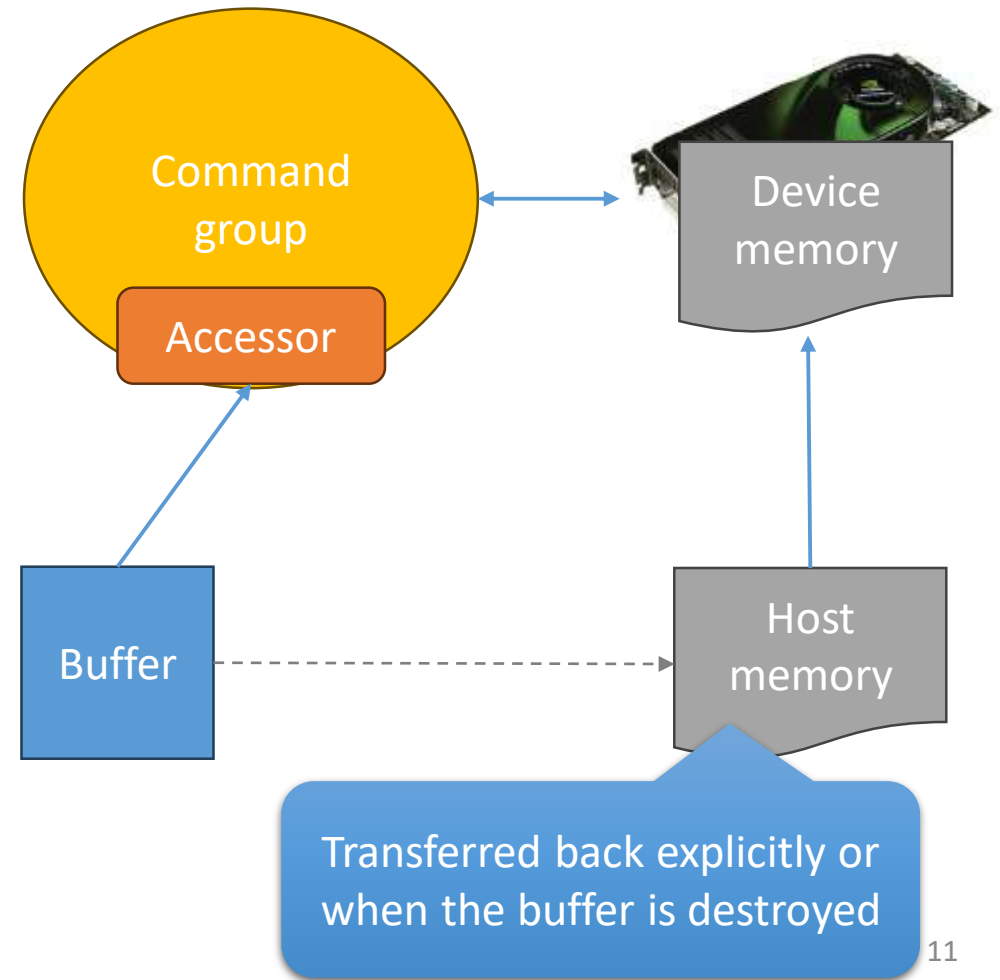 Command
group
Device
memory
Accessor
Buffer
Host
memory
Transferred back explicitly or
when the buffer is destroyed
11